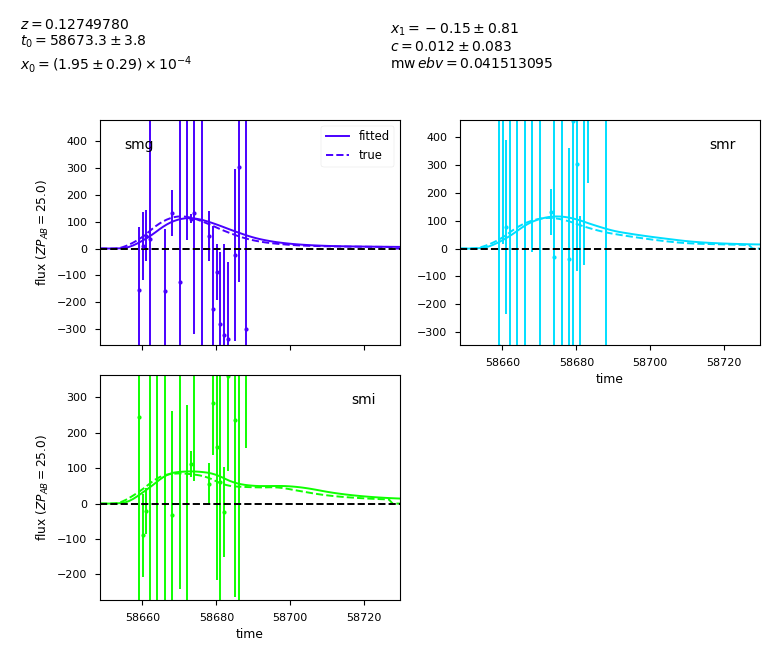 z = 0.12749780
t₀ = 58673.3 ± 3.8
x₀ = (1.95 ± 0.29) × 10⁻⁴
x₁ = −0.15 ± 0.81
c = 0.012 ± 0.083
mw ebv = 0.041513095
smg
fitted
true
400
300
200
100
0
−100
−200
−300
flux (ZP_AB = 25.0)
smr
400
300
200
100
0
−100
−200
−300
58660 58680 58700 58720
time
smi
300
200
100
0
−100
−200
flux (ZP_AB = 25.0)
58660 58680 58700 58720
time